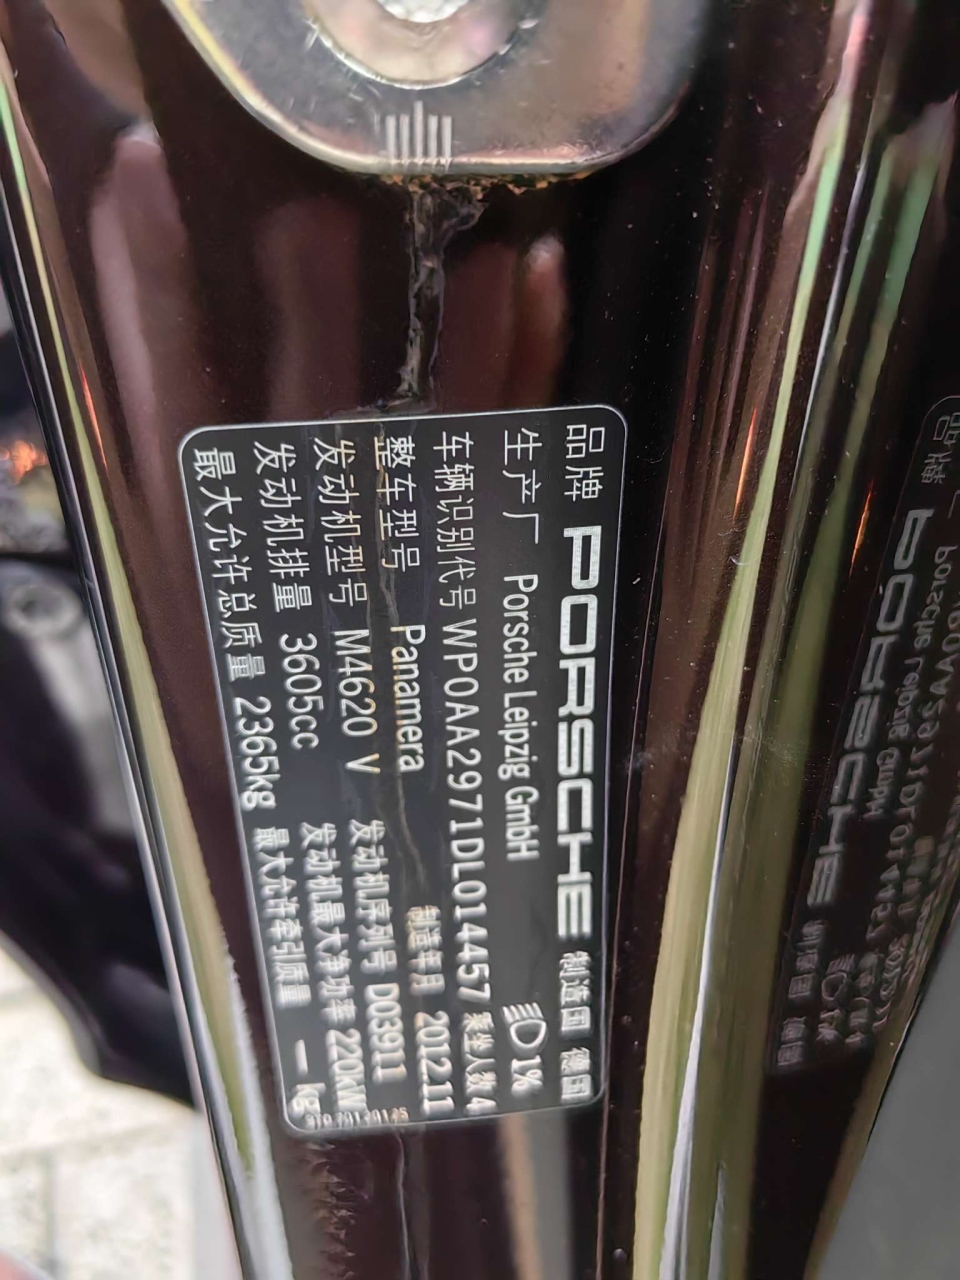 品牌 PORSCHE 制造国 德国
生产厂 Porsche Leipzig GmbH 1%
车辆识别代号 WP0AA2971DL014457 乘坐人数4
整车型号 Panamera 制造年月 201211
发动机型号 M4620 V 发动机序列号 D03911
发动机排量 3605cc 发动机最大净功率 220kW
最大允许总质量 2365kg 最大允许牵引质量 — kg